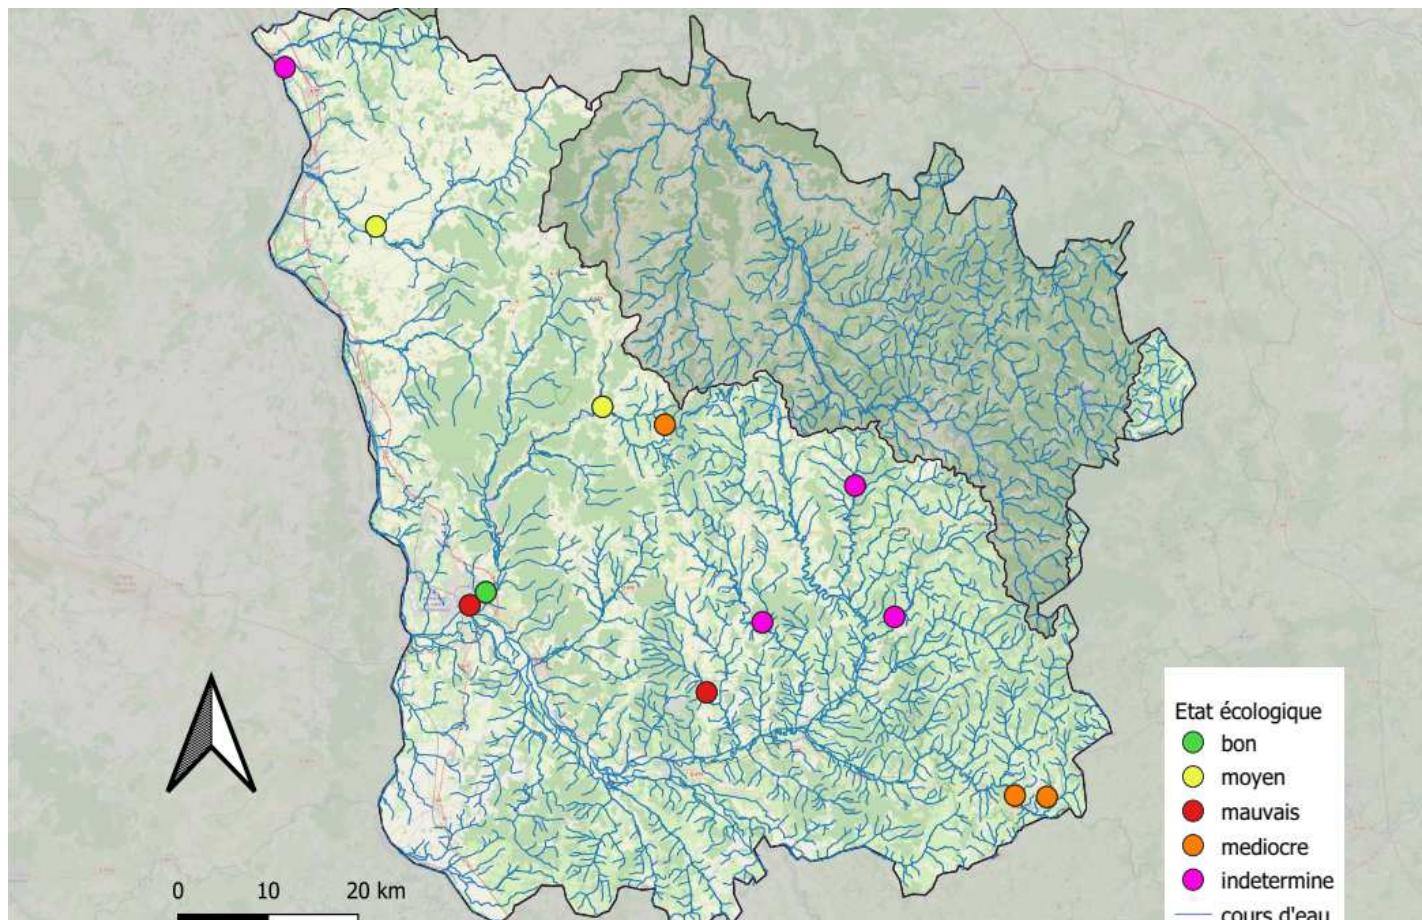 0 10 20 km
Etat écologique
bon
moyen
mauvais
mediocre
indetermine
cours d'eau